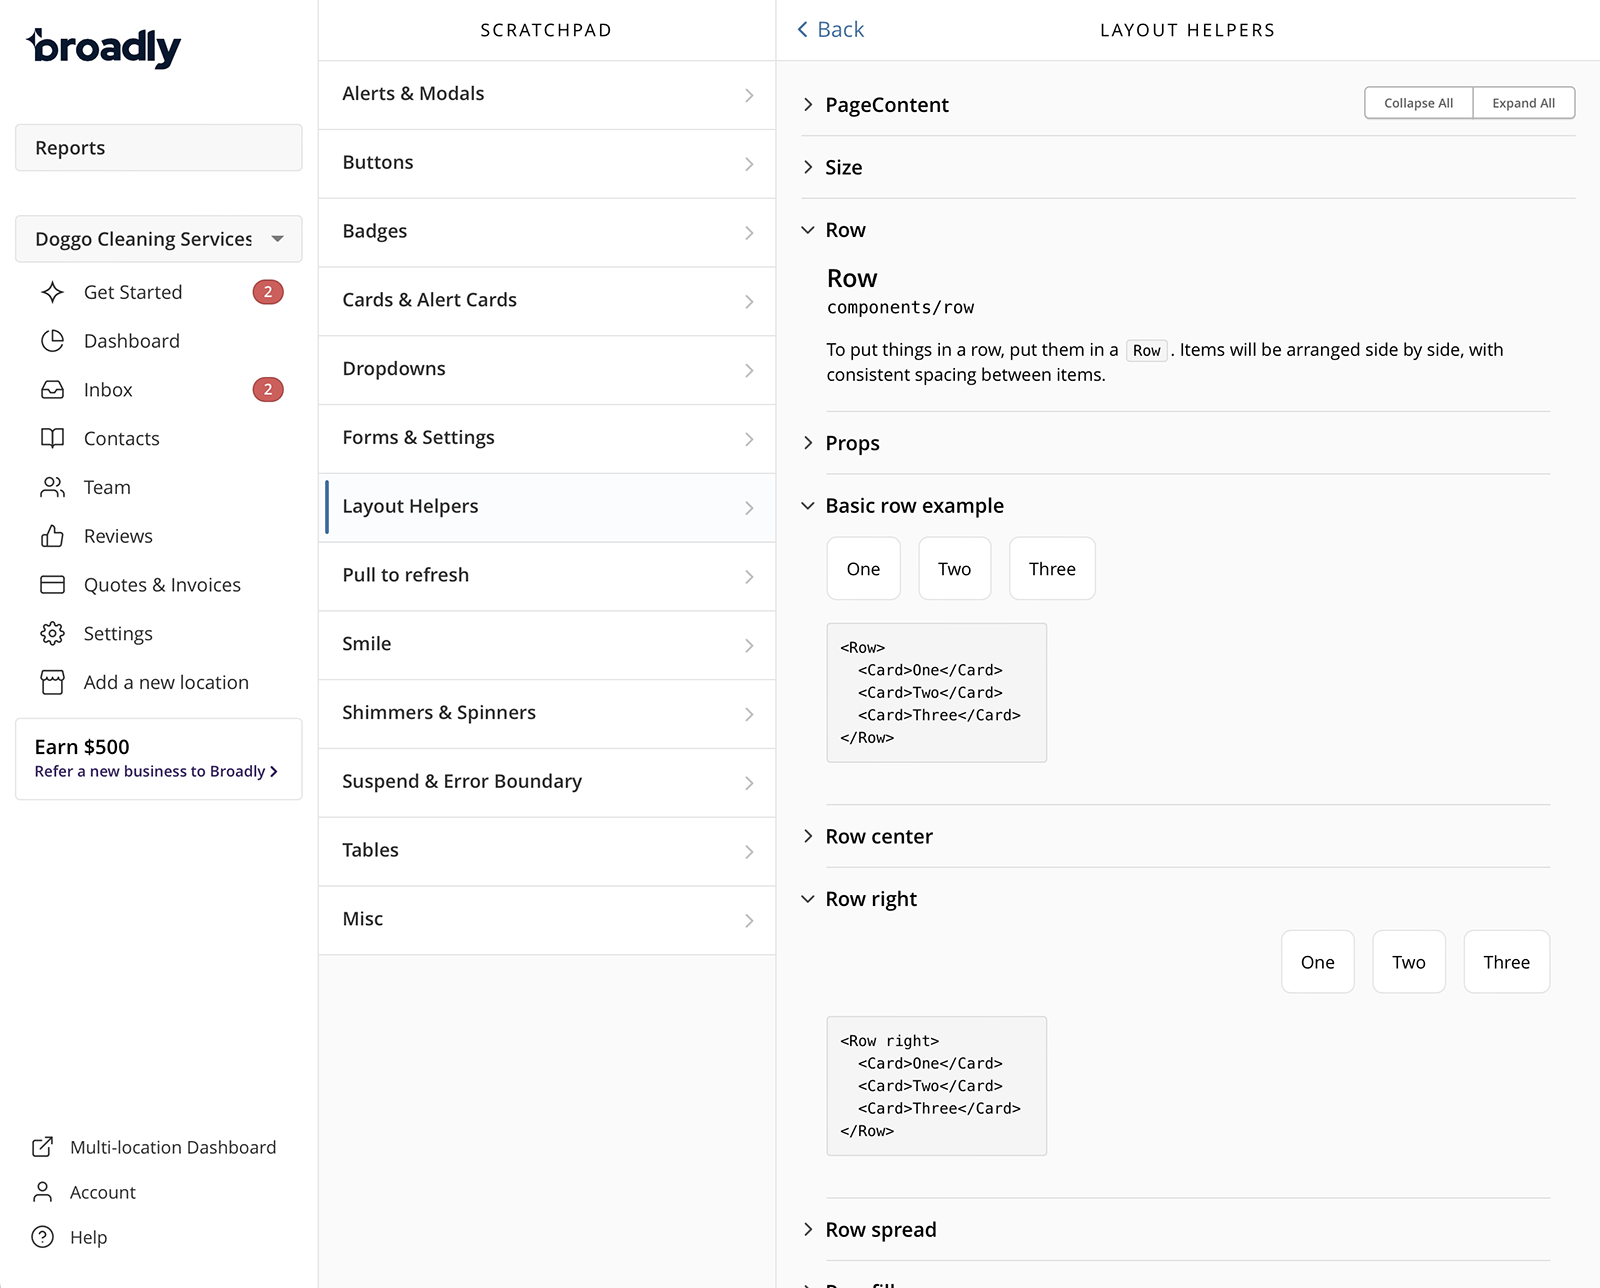 broadly
Reports
Doggo Cleaning Services
Get Started
2
Dashboard
Inbox
2
Contacts
Team
Reviews
Quotes & Invoices
Settings
Add a new location
Earn $500
Refer a new business to Broadly
Multi-location Dashboard
Account
Help
SCRATCHPAD
Alerts & Modals
Buttons
Badges
Cards & Alert Cards
Dropdowns
Forms & Settings
Layout Helpers
Pull to refresh
Smile
Shimmers & Spinners
Suspend & Error Boundary
Tables
Misc
Back
LAYOUT HELPERS
PageContent
Collapse All
Expand All
Size
Row
Row
components/row
To put things in a row, put them in a Row. Items will be arranged side by side, with
consistent spacing between items.
Props
Basic row example
One
Two
Three
<Row>
  <Card>One</Card>
  <Card>Two</Card>
  <Card>Three</Card>
</Row>
Row center
Row right
One
Two
Three
<Row right>
  <Card>One</Card>
  <Card>Two</Card>
  <Card>Three</Card>
</Row>
Row spread